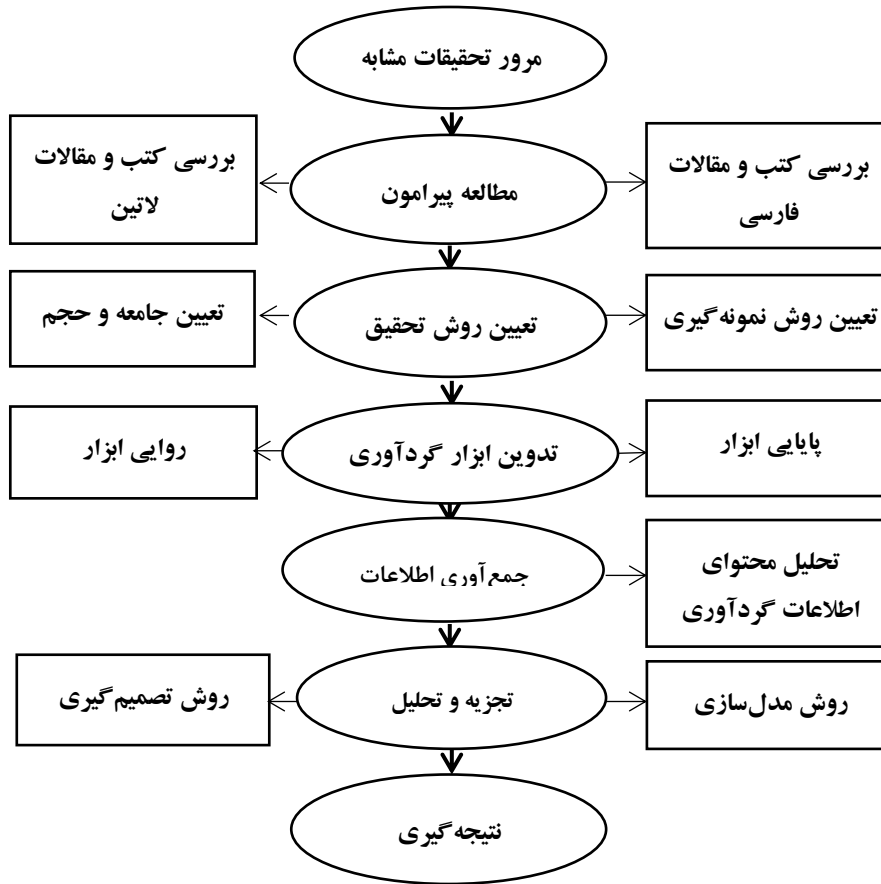 مرور تحقیقات مشابه
بررسی کتب و مقالات
فارسی
مطالعه پیرامون
بررسی کتب و مقالات
لاتین
تعیین روش نمونه‌گیری
تعیین روش تحقیق
تعیین جامعه و حجم
پایایی ابزار
تدوین ابزار گردآوری
روایی ابزار
تحلیل محتوای
اطلاعات گردآوری
جمع‌آوری اطلاعات
روش مدل‌سازی
تجزیه و تحلیل
روش تصمیم‌گیری
نتیجه‌گیری